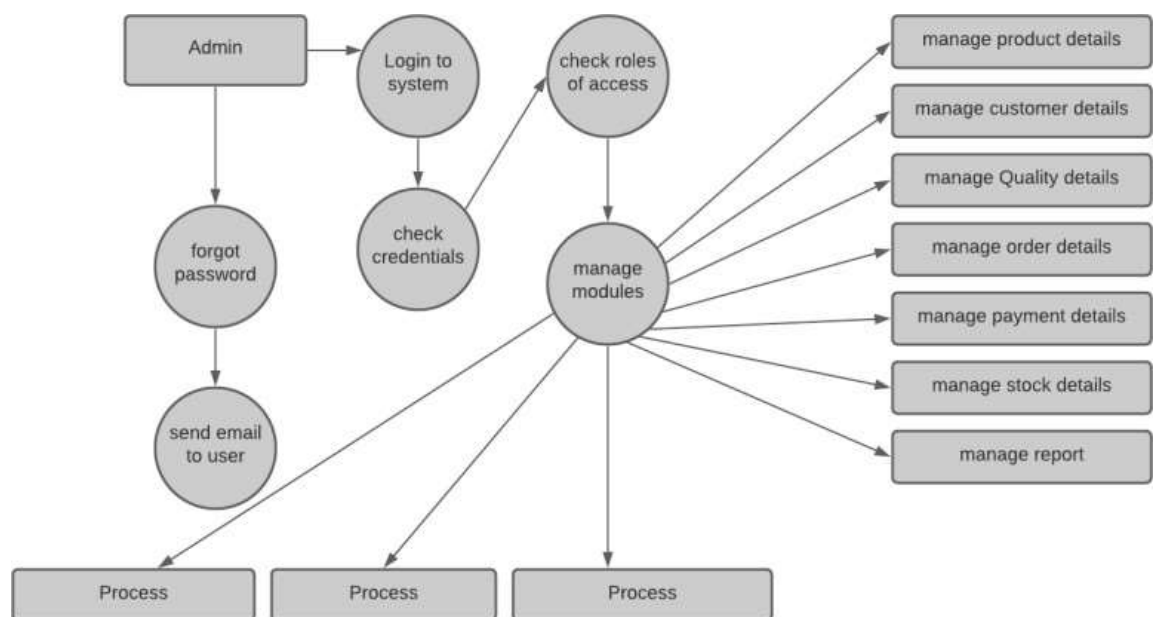 Admin
Login to
system
check roles
of access
manage product details
manage customer details
manage Quality details
manage order details
manage payment details
manage stock details
manage report
check
credentials
manage
modules
forgot
password
send email
to user
Process
Process
Process